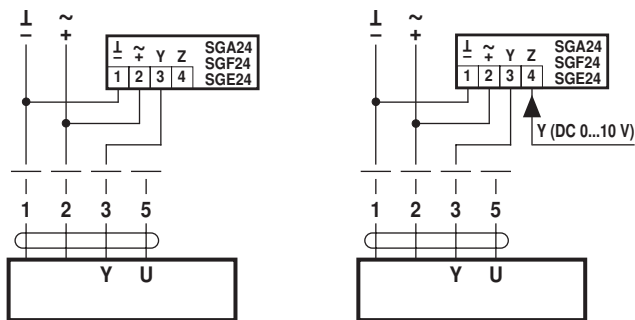 ⊥ ~
– +
⊥ ~ Y Z SGA24
– + SGF24
1 2 3 4 SGE24
1 2 3 5
Y U
⊥ ~
– +
⊥ ~ Y Z SGA24
– + SGF24
1 2 3 4 SGE24
Y (DC 0...10 V)
1 2 3 5
Y U